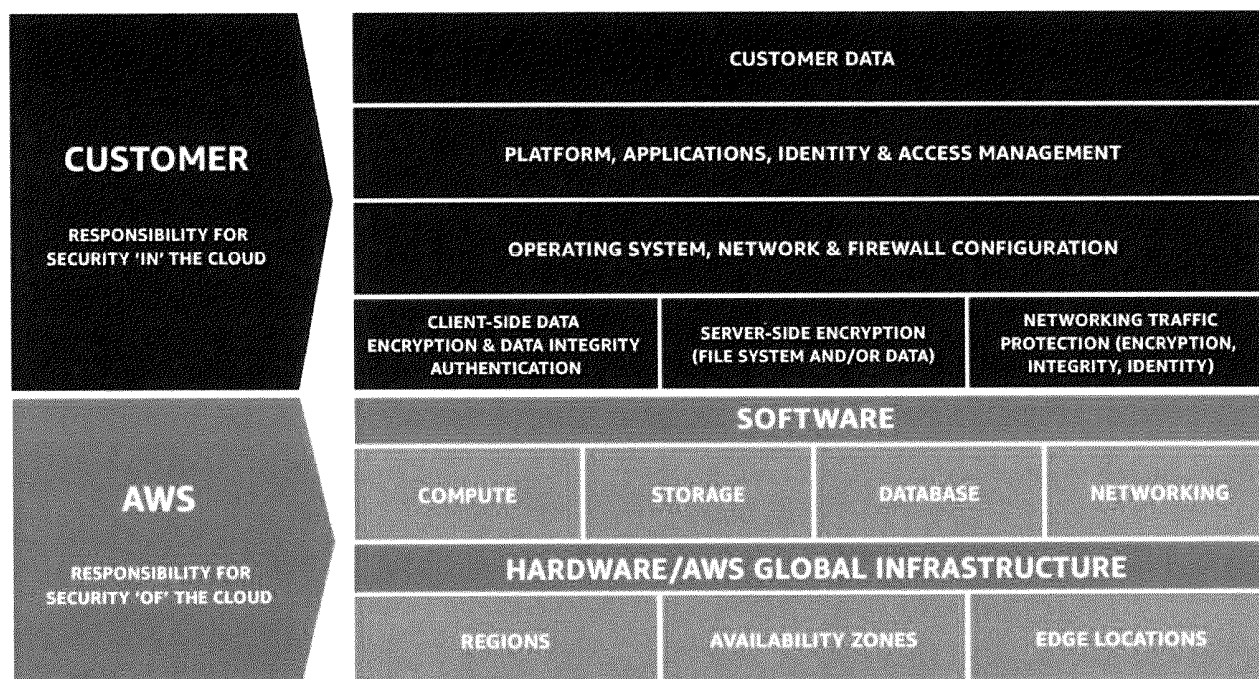 CUSTOMER
RESPONSIBILITY FOR
SECURITY ‘IN’ THE CLOUD
CUSTOMER DATA
PLATFORM, APPLICATIONS, IDENTITY & ACCESS MANAGEMENT
OPERATING SYSTEM, NETWORK & FIREWALL CONFIGURATION
CLIENT-SIDE DATA
ENCRYPTION & DATA INTEGRITY
AUTHENTICATION
SERVER-SIDE ENCRYPTION
(FILE SYSTEM AND/OR DATA)
NETWORKING TRAFFIC
PROTECTION (ENCRYPTION,
INTEGRITY, IDENTITY)
AWS
RESPONSIBILITY FOR
SECURITY ‘OF’ THE CLOUD
SOFTWARE
COMPUTE
STORAGE
DATABASE
NETWORKING
HARDWARE/AWS GLOBAL INFRASTRUCTURE
REGIONS
AVAILABILITY ZONES
EDGE LOCATIONS